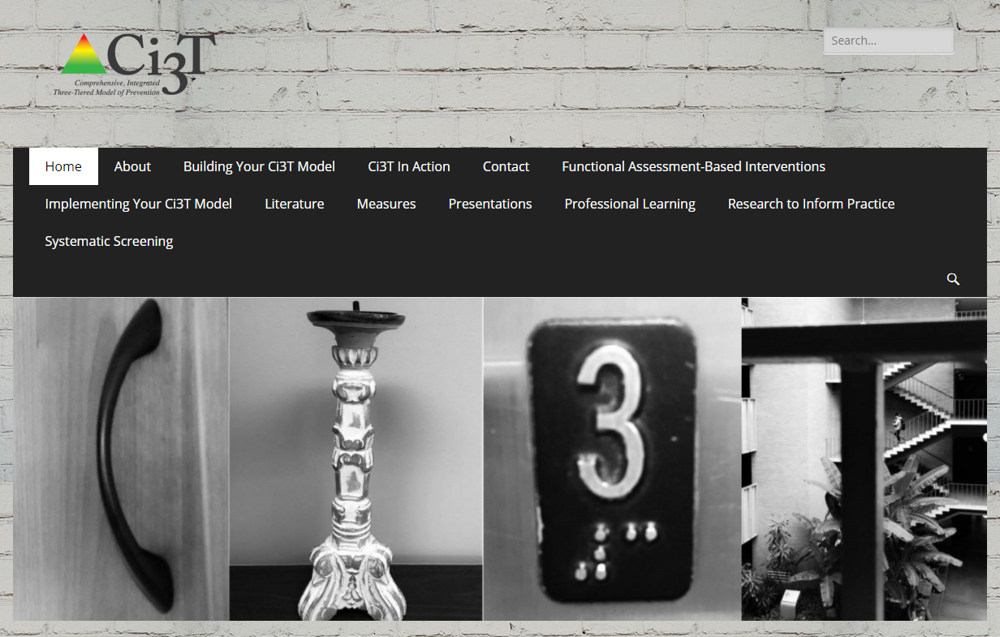 Ci3T
Comprehensive, Integrated
Three-Tiered Model of Prevention
Search...
Home About Building Your Ci3T Model Ci3T In Action Contact Functional Assessment-Based Interventions
Implementing Your Ci3T Model Literature Measures Presentations Professional Learning Research to Inform Practice
Systematic Screening
3